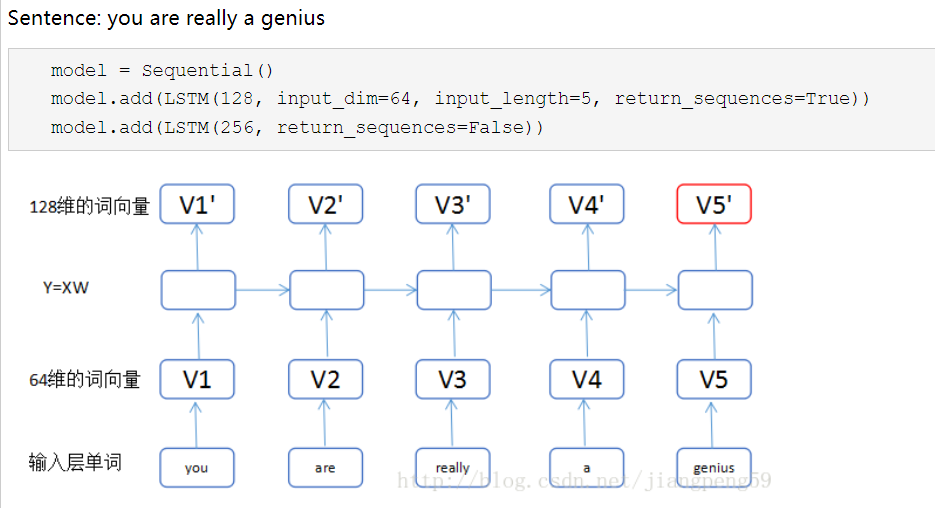 Sentence: you are really a genius
model = Sequential()
model.add(LSTM(128, input_dim=64, input_length=5, return_sequences=True))
model.add(LSTM(256, return_sequences=False))
128维的词向量 V1' V2' V3' V4' V5'
Y=XW
64维的词向量 V1 V2 V3 V4 V5
输入层单词 you are really a genius
http://blog.csdn.net/jiangpeng59